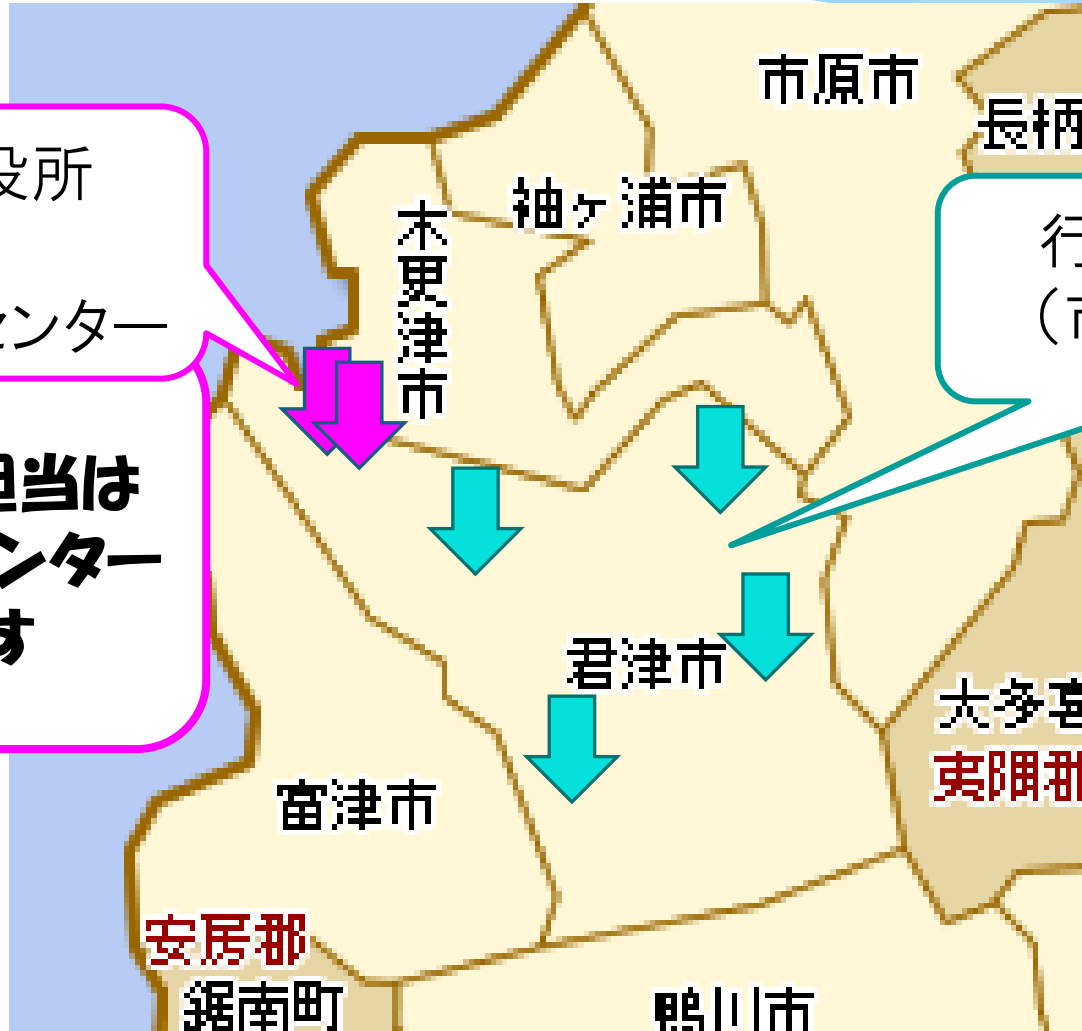 市原市
長柄
役所
袖ヶ浦市
木更津市
センター
行
（市
担当は
ンター
す
君津市
大多喜
夷隅郡
富津市
安房郡
鋸南町
鴨川市